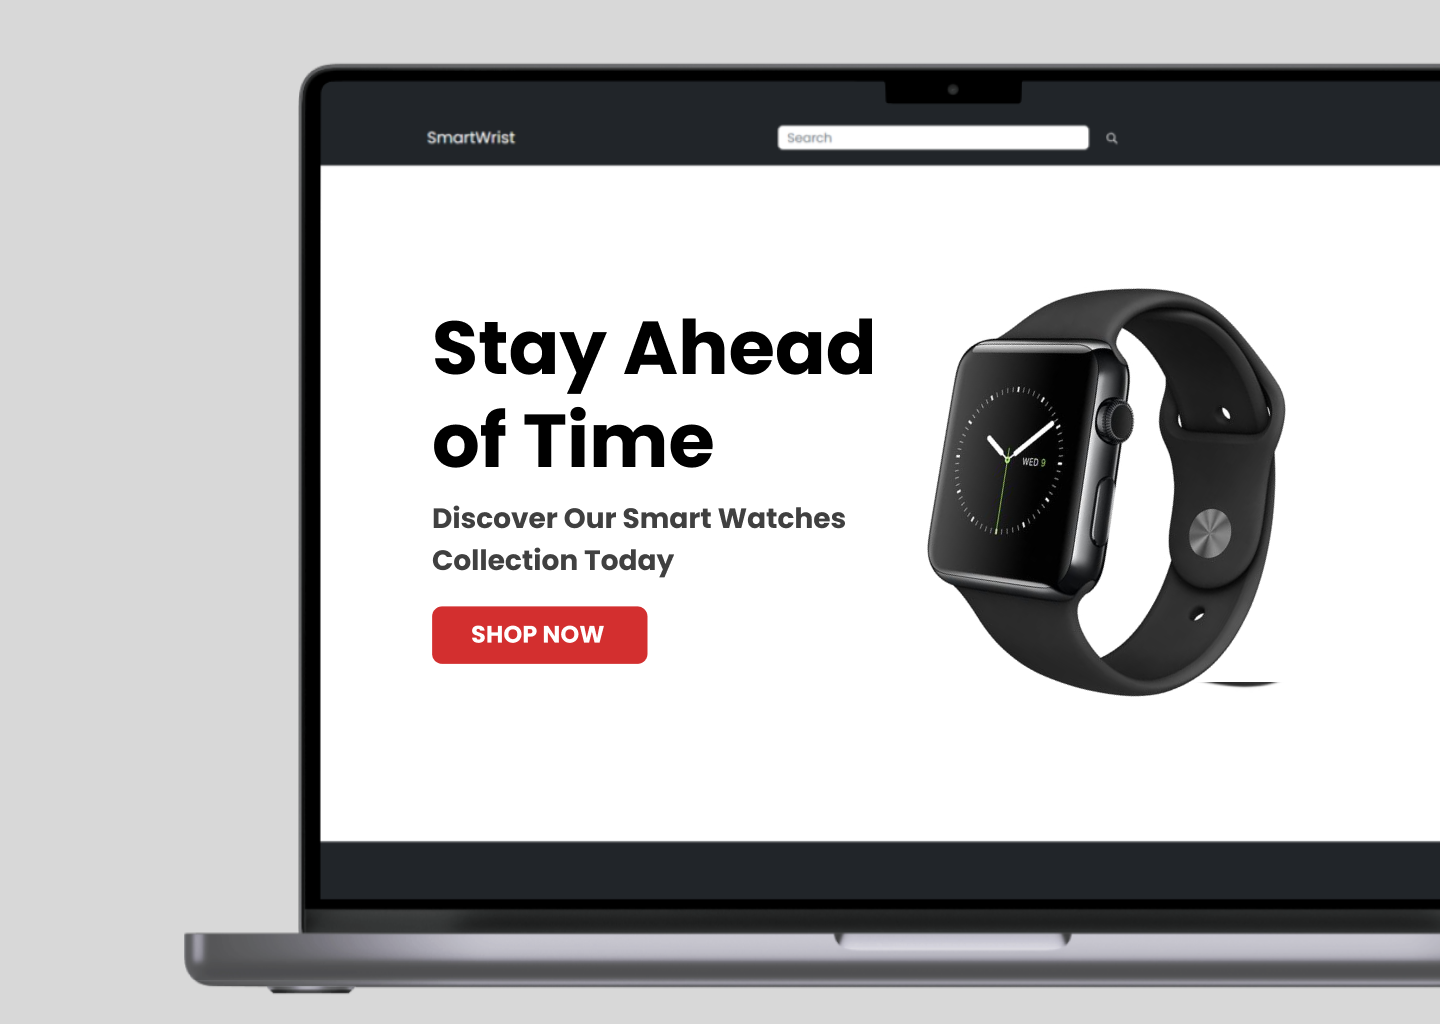 SmartWrist
Search
Stay Ahead
of Time
Discover Our Smart Watches
Collection Today
SHOP NOW
WED 9